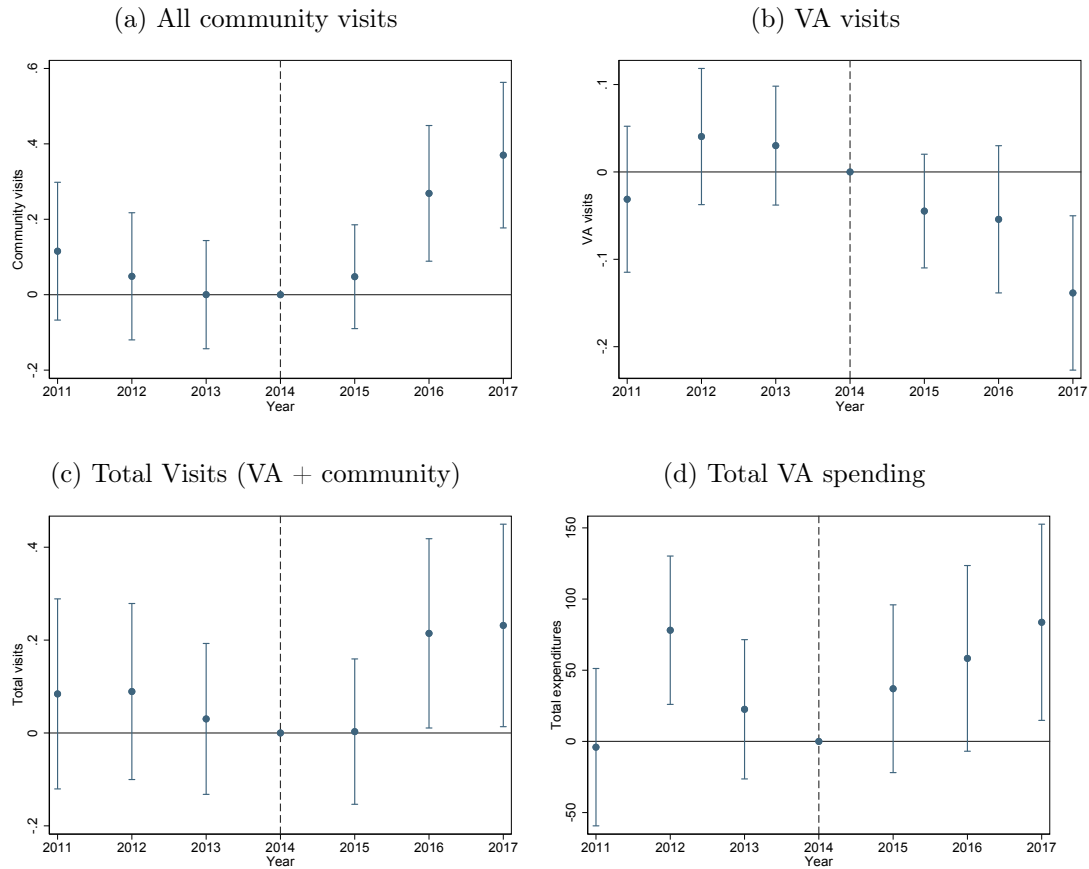 (a) All community visits
Community visits
.6
.4
.2
0
-.2
2011 2012 2013 2014 2015 2016 2017
Year
(b) VA visits
VA visits
.1
0
-.1
-.2
2011 2012 2013 2014 2015 2016 2017
Year
(c) Total Visits (VA + community)
Total visits
.4
.2
0
-.2
2011 2012 2013 2014 2015 2016 2017
Year
(d) Total VA spending
Total expenditures
150
100
50
0
-50
2011 2012 2013 2014 2015 2016 2017
Year